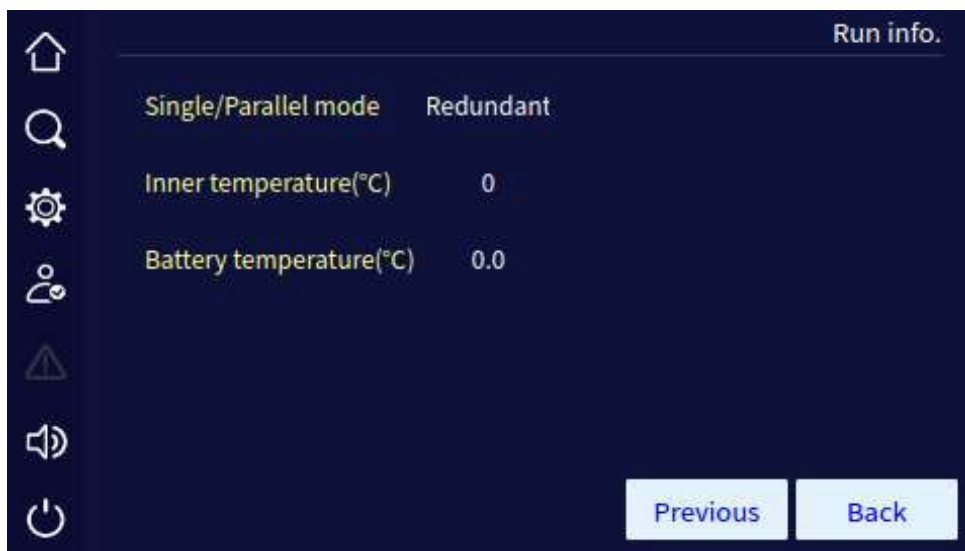 Run info.
Single/Parallel mode Redundant
Inner temperature(°C) 0
Battery temperature(°C) 0.0
Previous Back